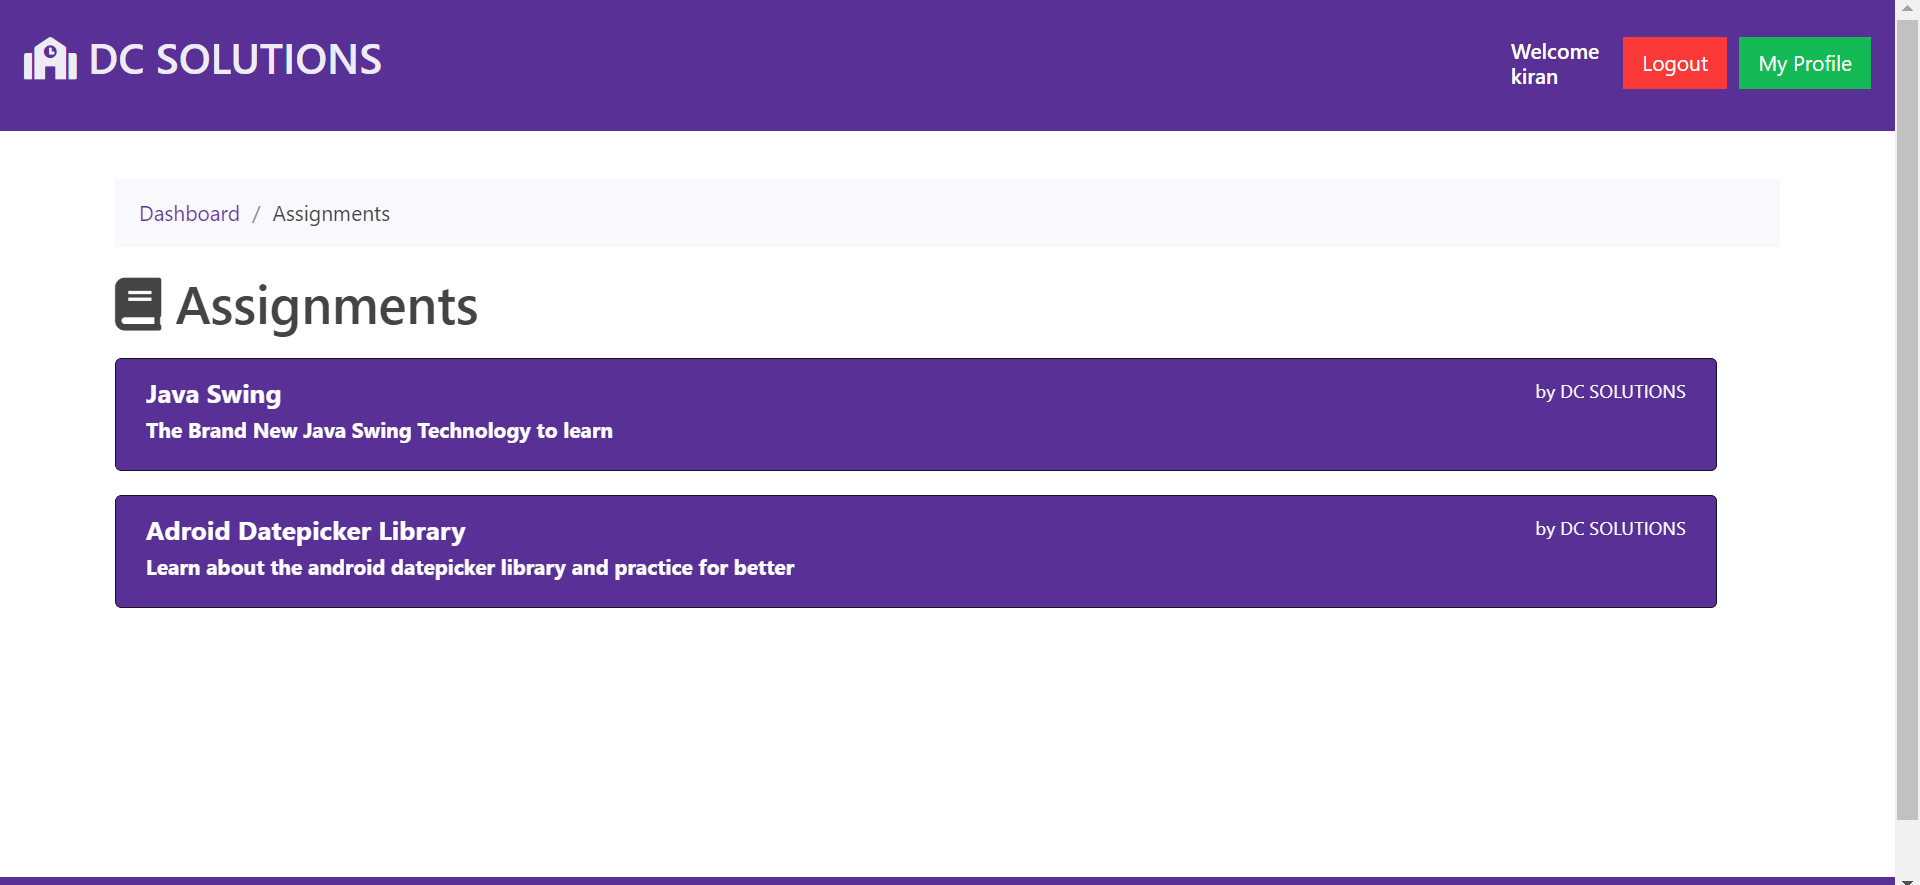 DC SOLUTIONS
Welcome
kiran
Logout
My Profile
Dashboard / Assignments
Assignments
Java Swing
by DC SOLUTIONS
The Brand New Java Swing Technology to learn
Adroid Datepicker Library
by DC SOLUTIONS
Learn about the android datepicker library and practice for better